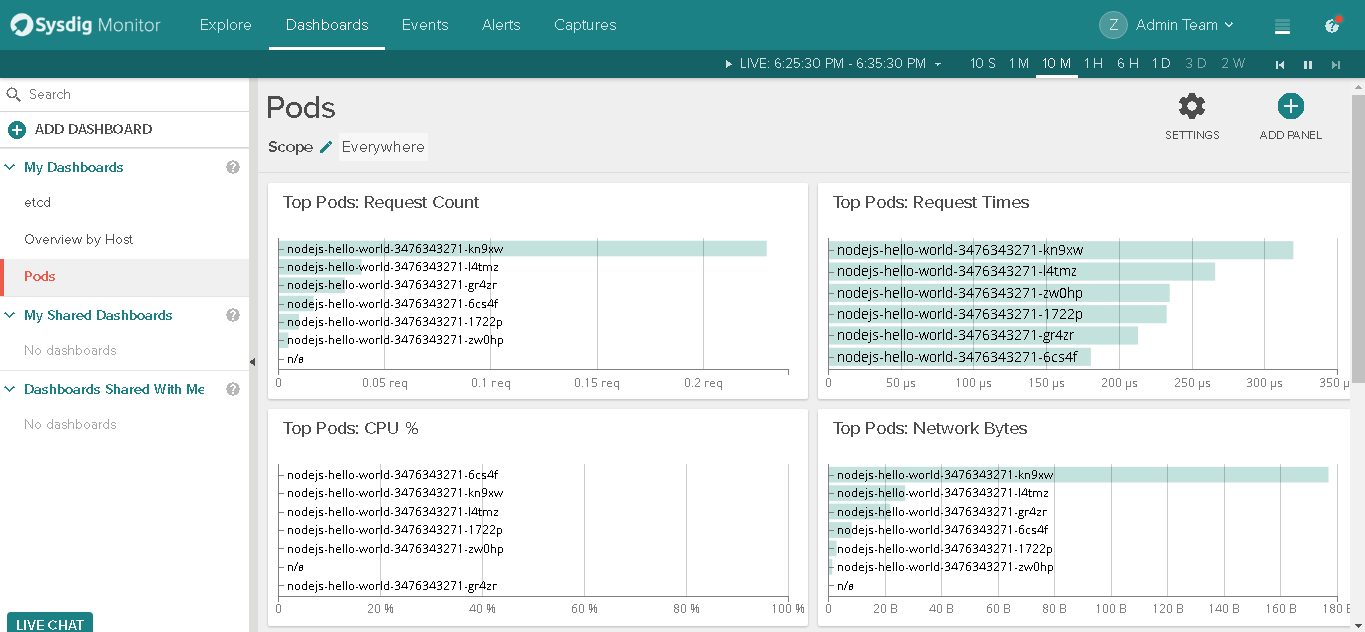 Sysdig Monitor
Explore
Dashboards
Events
Alerts
Captures
Z
Admin Team
?
LIVE: 6:25:30 PM - 6:35:30 PM
10 S 1 M 10 M 1 H 6 H 1 D 3 D 2 W
Search
ADD DASHBOARD
My Dashboards ?
etcd
Overview by Host
Pods
My Shared Dashboards ?
No dashboards
Dashboards Shared With Me ?
No dashboards
LIVE CHAT
Pods
Scope Everywhere
SETTINGS
ADD PANEL
Top Pods: Request Count
nodejs-hello-world-3476343271-kn9xw
nodejs-hello-world-3476343271-l4tmz
nodejs-hello-world-3476343271-gr4zr
nodejs-hello-world-3476343271-6cs4f
nodejs-hello-world-3476343271-1722p
nodejs-hello-world-3476343271-zw0hp
n/a
0 0.05 req 0.1 req 0.15 req 0.2 req
Top Pods: Request Times
nodejs-hello-world-3476343271-kn9xw
nodejs-hello-world-3476343271-l4tmz
nodejs-hello-world-3476343271-zw0hp
nodejs-hello-world-3476343271-1722p
nodejs-hello-world-3476343271-gr4zr
nodejs-hello-world-3476343271-6cs4f
0 50 µs 100 µs 150 µs 200 µs 250 µs 300 µs 350 µ
Top Pods: CPU %
nodejs-hello-world-3476343271-6cs4f
nodejs-hello-world-3476343271-kn9xw
nodejs-hello-world-3476343271-l4tmz
nodejs-hello-world-3476343271-1722p
nodejs-hello-world-3476343271-zw0hp
n/a
nodejs-hello-world-3476343271-gr4zr
0 20 % 40 % 60 % 80 % 100 %
Top Pods: Network Bytes
nodejs-hello-world-3476343271-kn9xw
nodejs-hello-world-3476343271-l4tmz
nodejs-hello-world-3476343271-gr4zr
nodejs-hello-world-3476343271-6cs4f
nodejs-hello-world-3476343271-1722p
nodejs-hello-world-3476343271-zw0hp
n/a
0 20 B 40 B 60 B 80 B 100 B 120 B 140 B 160 B 180 B